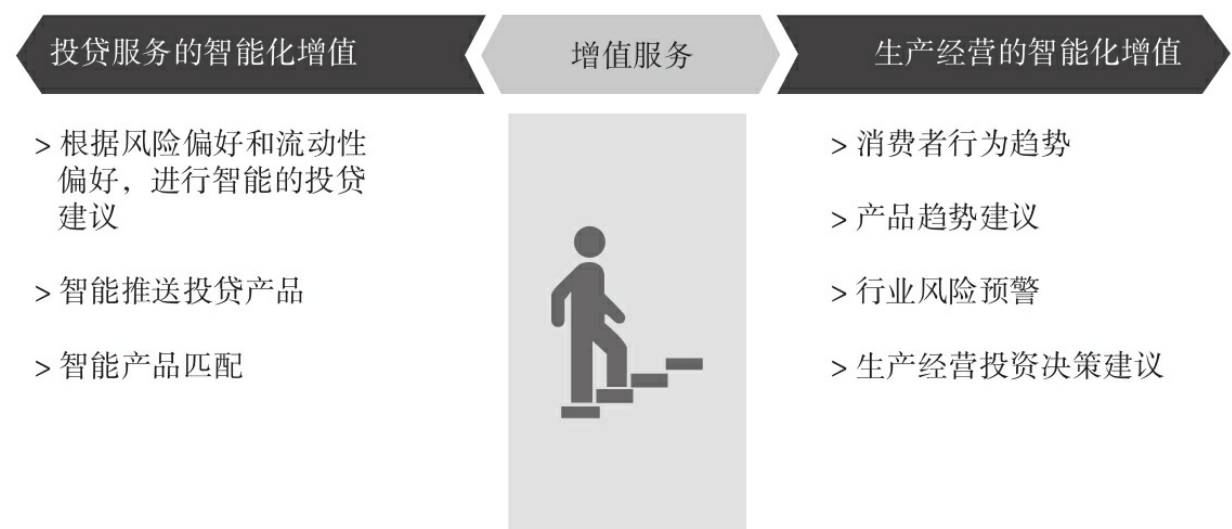 投贷服务的智能化增值
增值服务
生产经营的智能化增值
> 根据风险偏好和流动性
偏好，进行智能的投贷
建议
> 智能推送投贷产品
> 智能产品匹配
> 消费者行为趋势
> 产品趋势建议
> 行业风险预警
> 生产经营投资决策建议